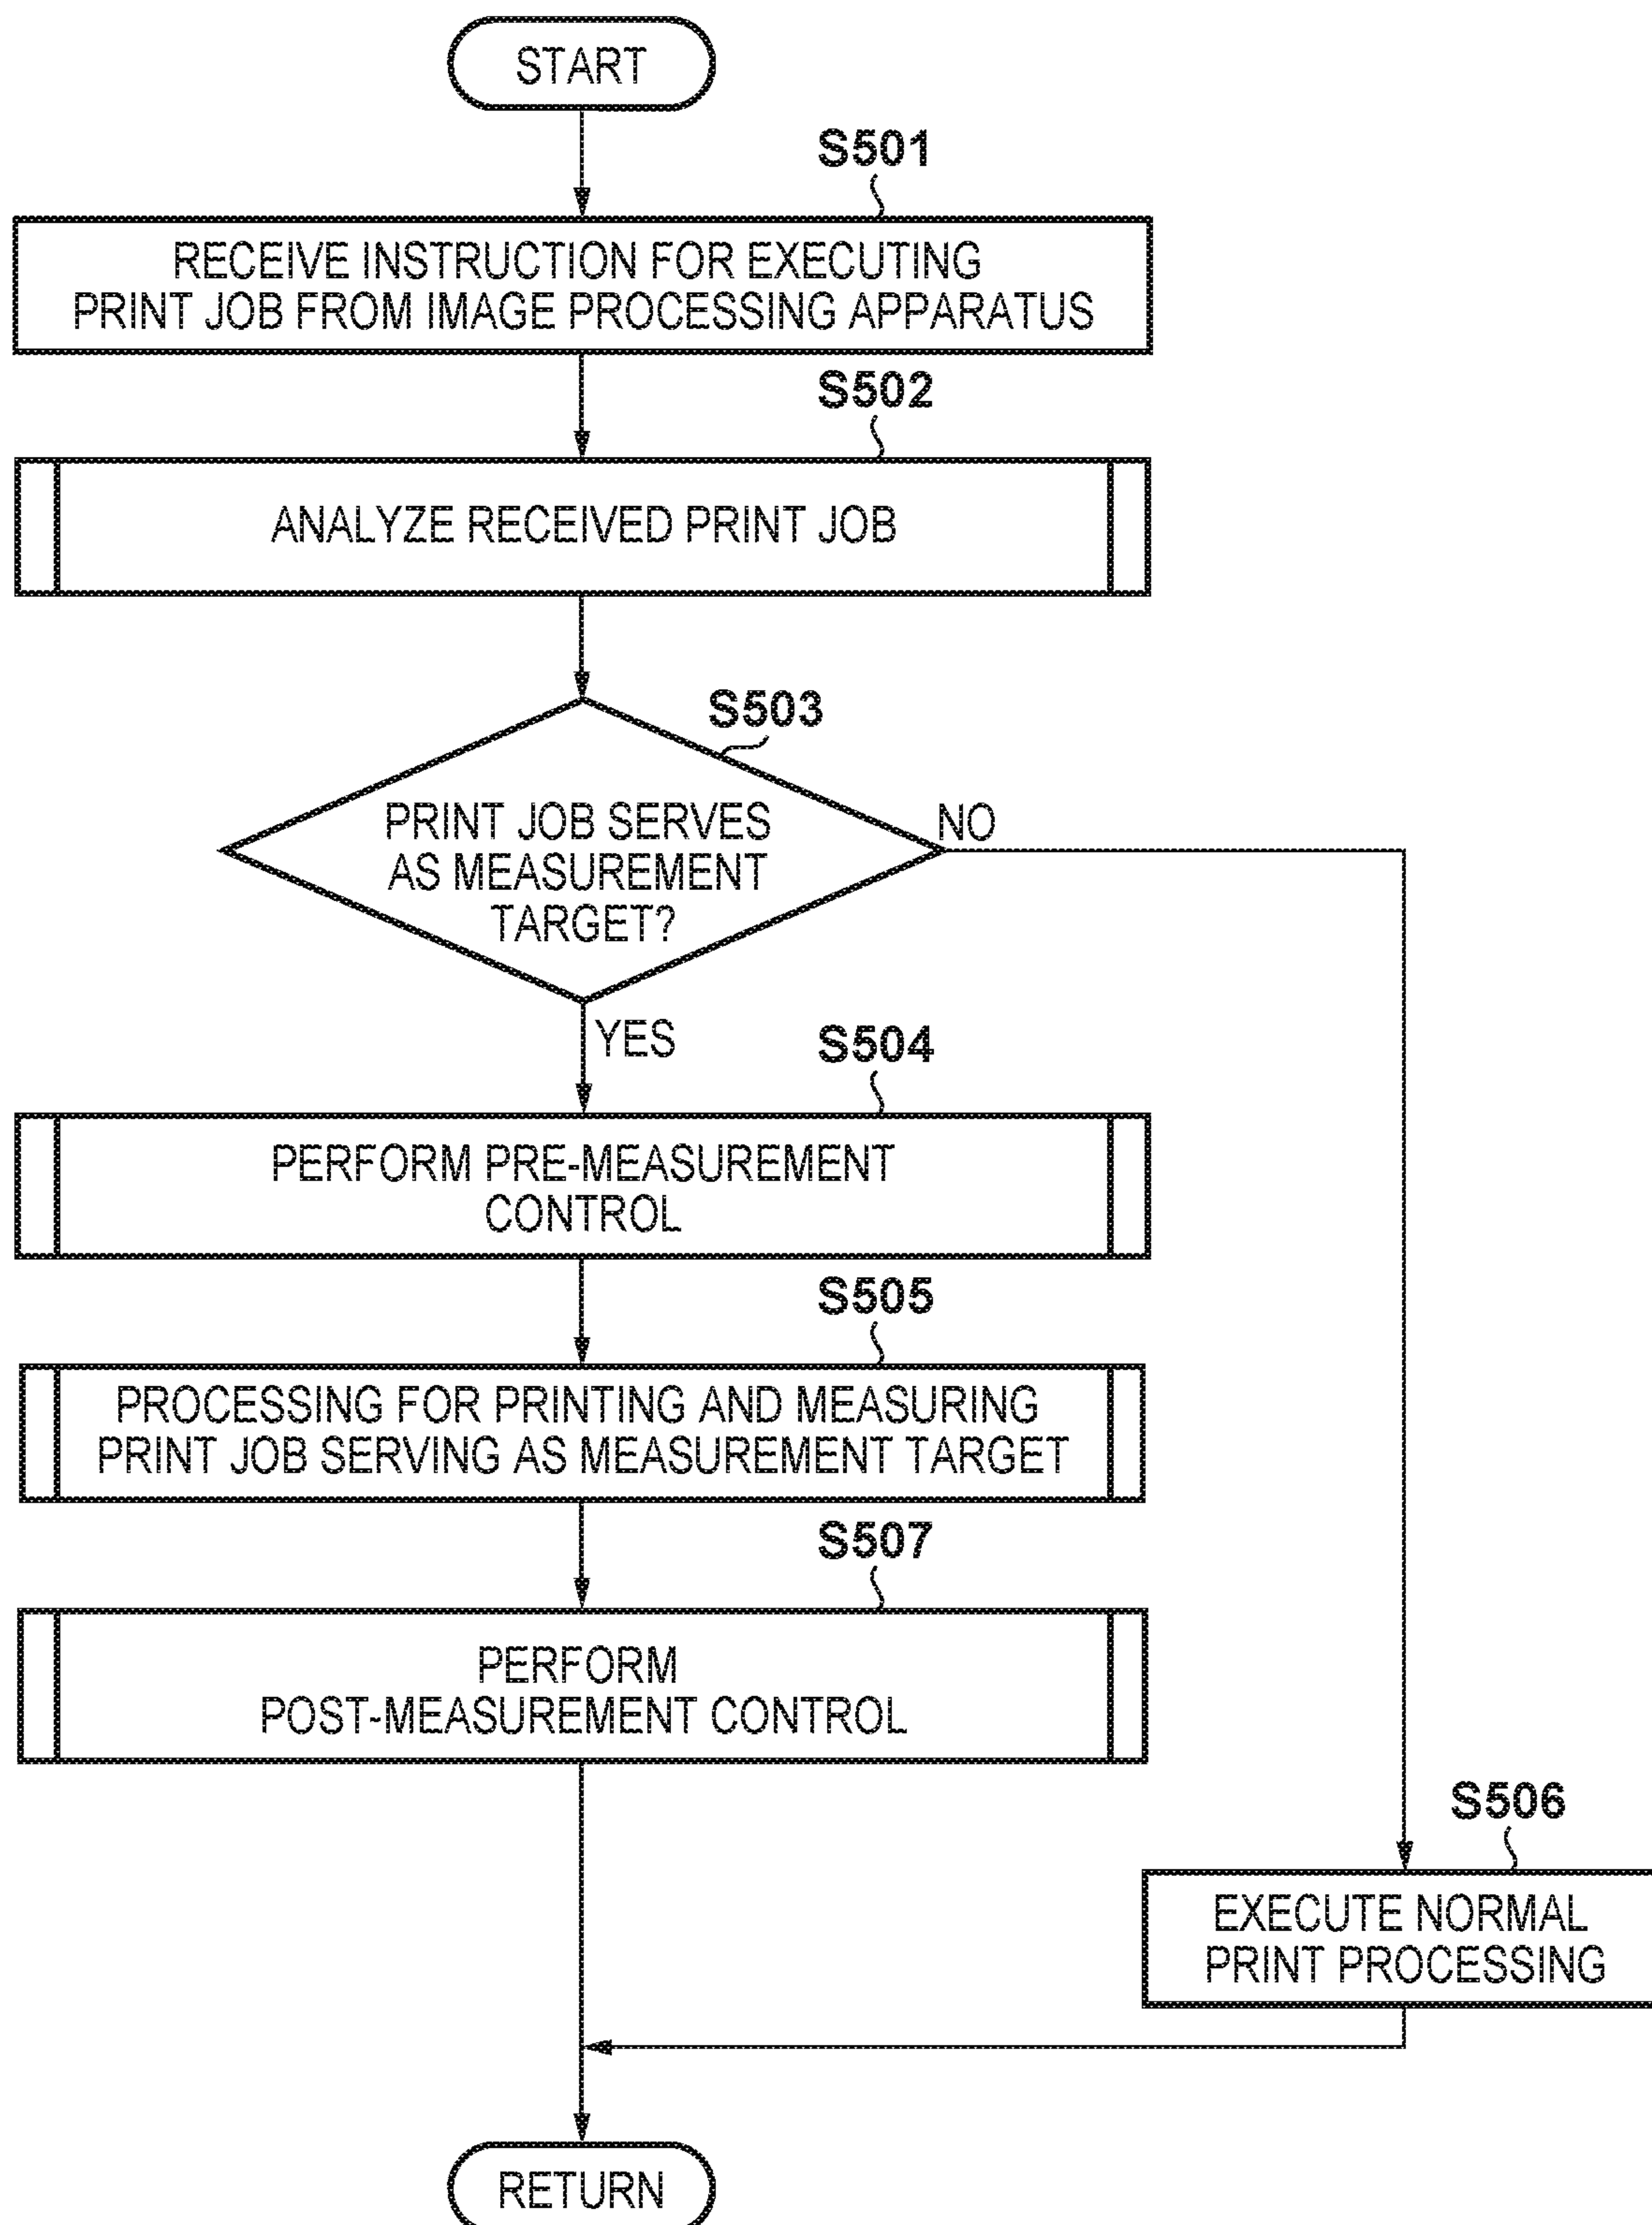 START
S501
RECEIVE INSTRUCTION FOR EXECUTING
PRINT JOB FROM IMAGE PROCESSING APPARATUS
S502
ANALYZE RECEIVED PRINT JOB
S503
PRINT JOB SERVES
AS MEASUREMENT
TARGET?
NO
YES
S504
PERFORM PRE-MEASUREMENT
CONTROL
S505
PROCESSING FOR PRINTING AND MEASURING
PRINT JOB SERVING AS MEASUREMENT TARGET
S507
PERFORM
POST-MEASUREMENT CONTROL
S506
EXECUTE NORMAL
PRINT PROCESSING
RETURN